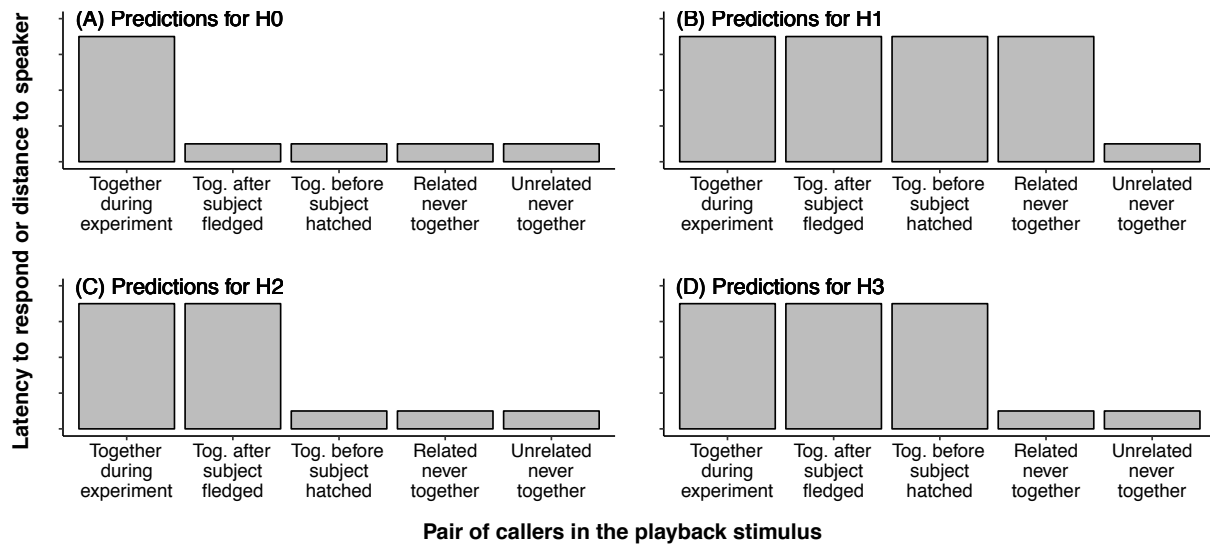 Latency to respond or distance to speaker
(A) Predictions for H0
Together
during
experiment
Tog. after
subject
fledged
Tog. before
subject
hatched
Related
never
together
Unrelated
never
together
(B) Predictions for H1
Together
during
experiment
Tog. after
subject
fledged
Tog. before
subject
hatched
Related
never
together
Unrelated
never
together
(C) Predictions for H2
Together
during
experiment
Tog. after
subject
fledged
Tog. before
subject
hatched
Related
never
together
Unrelated
never
together
(D) Predictions for H3
Together
during
experiment
Tog. after
subject
fledged
Tog. before
subject
hatched
Related
never
together
Unrelated
never
together
Pair of callers in the playback stimulus